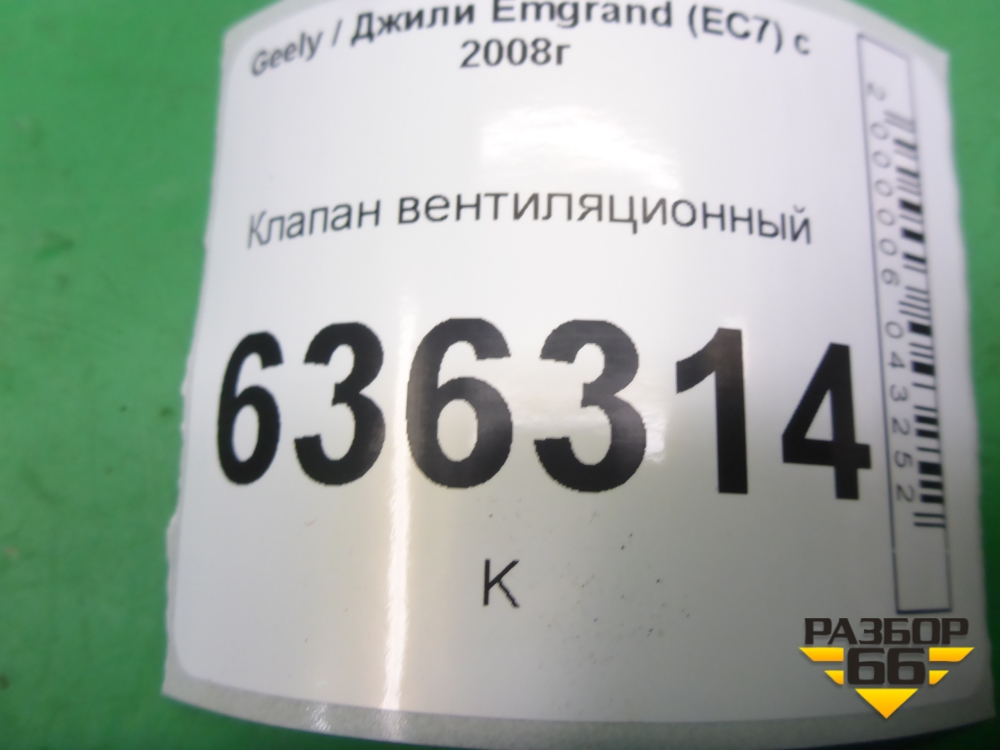 Geely / Джили Emgrand (EC7) с
2008г
Клапан вентиляционный
636314
К
2000006043252
РАЗБОР
66